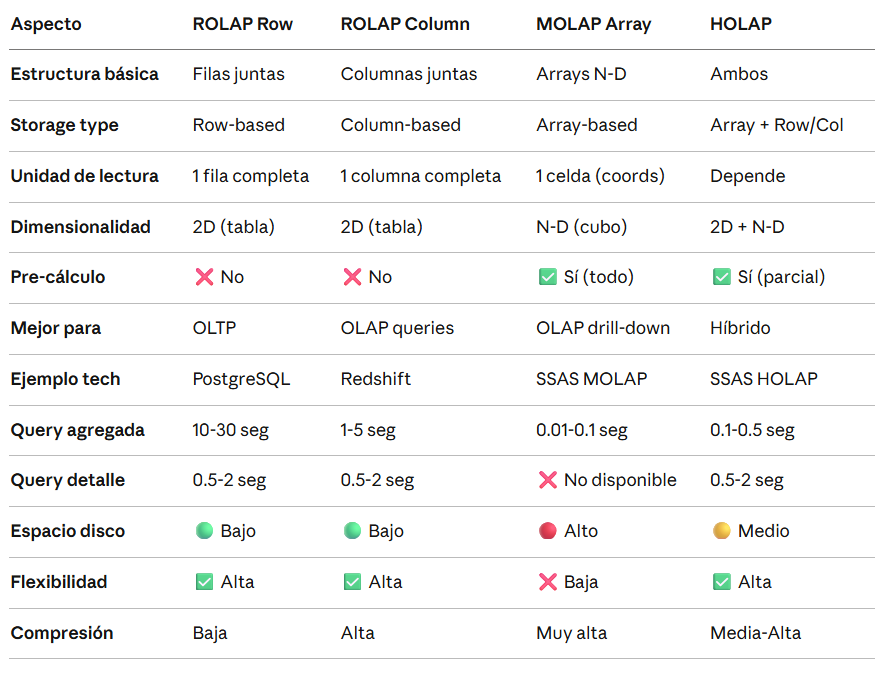 Aspecto ROLAP Row ROLAP Column MOLAP Array HOLAP
Estructura básica Filas juntas Columnas juntas Arrays N-D Ambos
Storage type Row-based Column-based Array-based Array + Row/Col
Unidad de lectura 1 fila completa 1 columna completa 1 celda (coords) Depende
Dimensionalidad 2D (tabla) 2D (tabla) N-D (cubo) 2D + N-D
Pre-cálculo ❌ No ❌ No ✅ Sí (todo) ✅ Sí (parcial)
Mejor para OLTP OLAP queries OLAP drill-down Híbrido
Ejemplo tech PostgreSQL Redshift SSAS MOLAP SSAS HOLAP
Query agregada 10-30 seg 1-5 seg 0.01-0.1 seg 0.1-0.5 seg
Query detalle 0.5-2 seg 0.5-2 seg ❌ No disponible 0.5-2 seg
Espacio disco 🟢 Bajo 🟢 Bajo 🔴 Alto 🟡 Medio
Flexibilidad ✅ Alta ✅ Alta ❌ Baja ✅ Alta
Compresión Baja Alta Muy alta Media-Alta